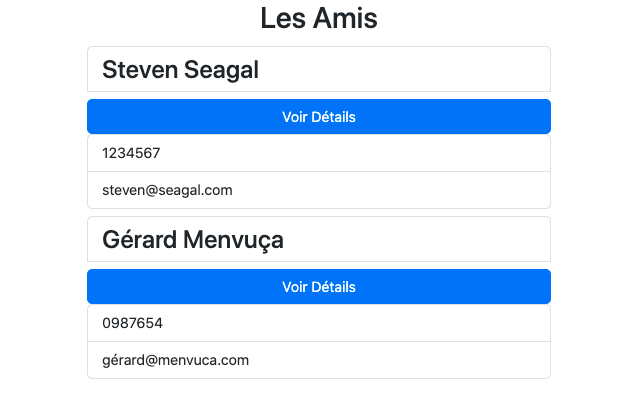 Les Amis
Steven Seagal
Voir Détails
1234567
steven@seagal.com
Gérard Menvuça
Voir Détails
0987654
gérard@menvuca.com